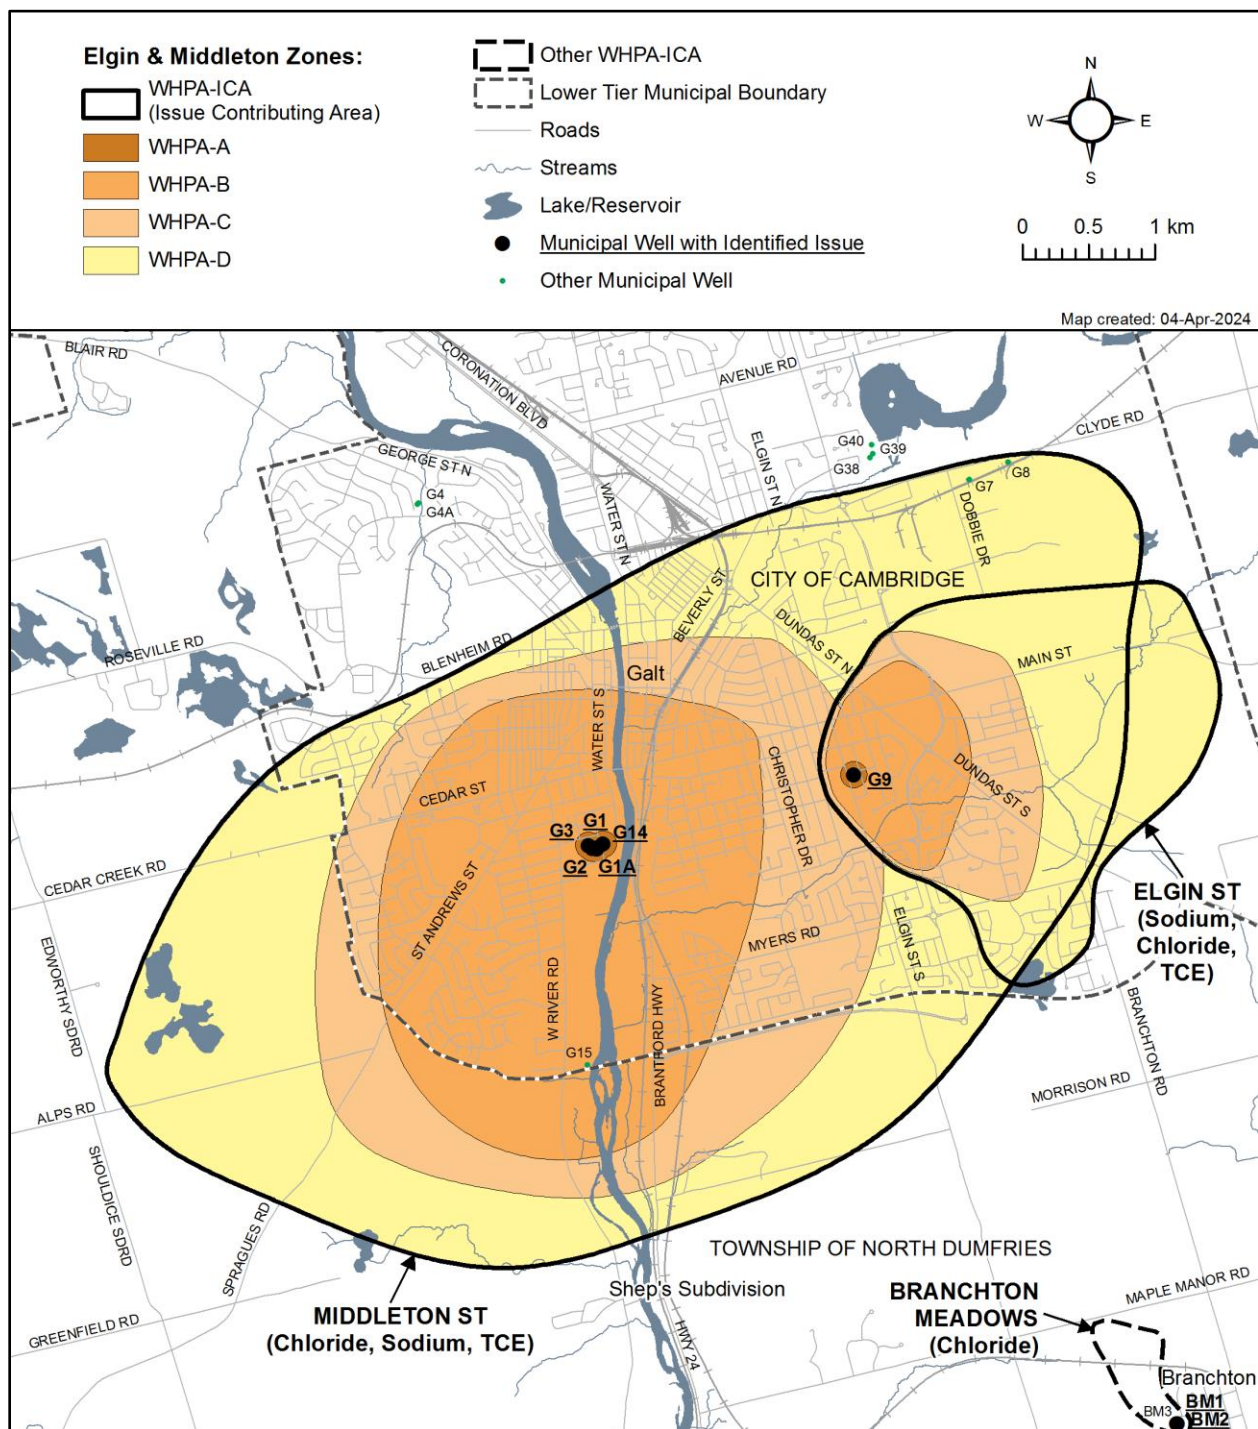 Elgin & Middleton Zones:
WHPA-ICA
(Issue Contributing Area)
WHPA-A
WHPA-B
WHPA-C
WHPA-D
Other WHPA-ICA
Lower Tier Municipal Boundary
Roads
Streams
Lake/Reservoir
Municipal Well with Identified Issue
Other Municipal Well
N
W E
S
0 0.5 1 km
Map created: 04-Apr-2024
BLAIR RD
CORONATION BLVD
AVENUE RD
CLYDE RD
GEORGE ST N
ELGIN ST N
G40
G39
G38
G8
G7
G4
G4A
WATER ST N
DOBBIE DR
CITY OF CAMBRIDGE
BEVERLY ST
DUNDAS ST N
ROSEVILLE RD
BLENHEIM RD
MAIN ST
Galt
WATER ST S
CHRISTOPHER DR
DUNDAS ST S
G9
CEDAR ST
G1
G3
G14
G2
G1A
CEDAR CREEK RD
ST ANDREWS ST
ELGIN ST
(Sodium,
Chloride,
TCE)
ELGIN ST S
MYERS RD
EDWORTHY SDRD
W RIVER RD
BRANTFORD HWY
BRANCHTON RD
G15
MORRISON RD
ALPS RD
SHOULDICE SDRD
SPRAGUES RD
TOWNSHIP OF NORTH DUMFRIES
Shep's Subdivision
MIDDLETON ST
(Chloride, Sodium, TCE)
GREENFIELD RD
HWY 24
MAPLE MANOR RD
BRANCHTON
MEADOWS
(Chloride)
Branchton
BM1
BM3
BM2